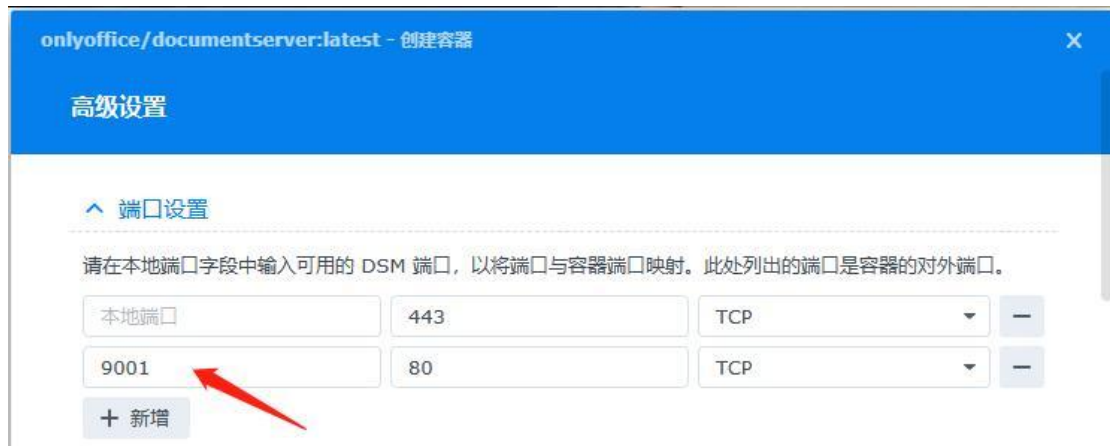 onlyoffice/documentserver:latest - 创建容器
高级设置
端口设置
请在本地端口字段中输入可用的 DSM 端口，以将端口与容器端口映射。此处列出的端口是容器的对外端口。
本地端口 443 TCP
9001 80 TCP
新增